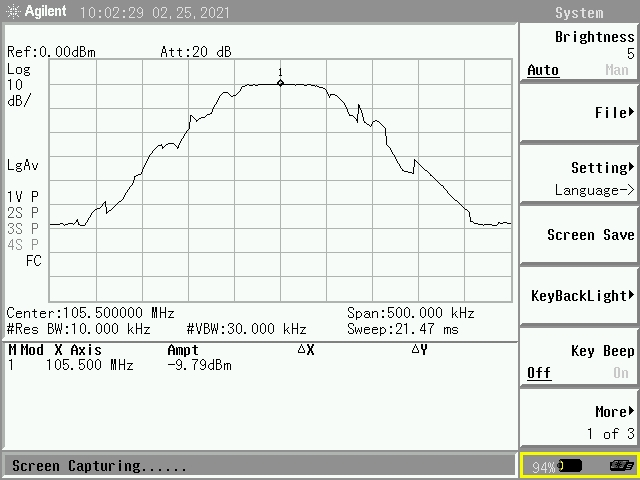 Agilent 10:02:29 02,25,2021 System
Ref:0.00dBm Att:20 dB
Log
10
dB/
1
LgAv
1V P
2S P
3S P
4S P
FC
Center:105.500000 MHz Span:500.000 kHz
#Res BW:10.000 kHz #VBW:30.000 kHz Sweep:21.47 ms
M Mod X Axis Ampt △X △Y
1 105.500 MHz -9.79dBm
Screen Capturing......
Brightness
5
Auto Man
File
Setting
Language->
Screen Save
KeyBackLight
Key Beep
Off On
More
1 of 3
94%